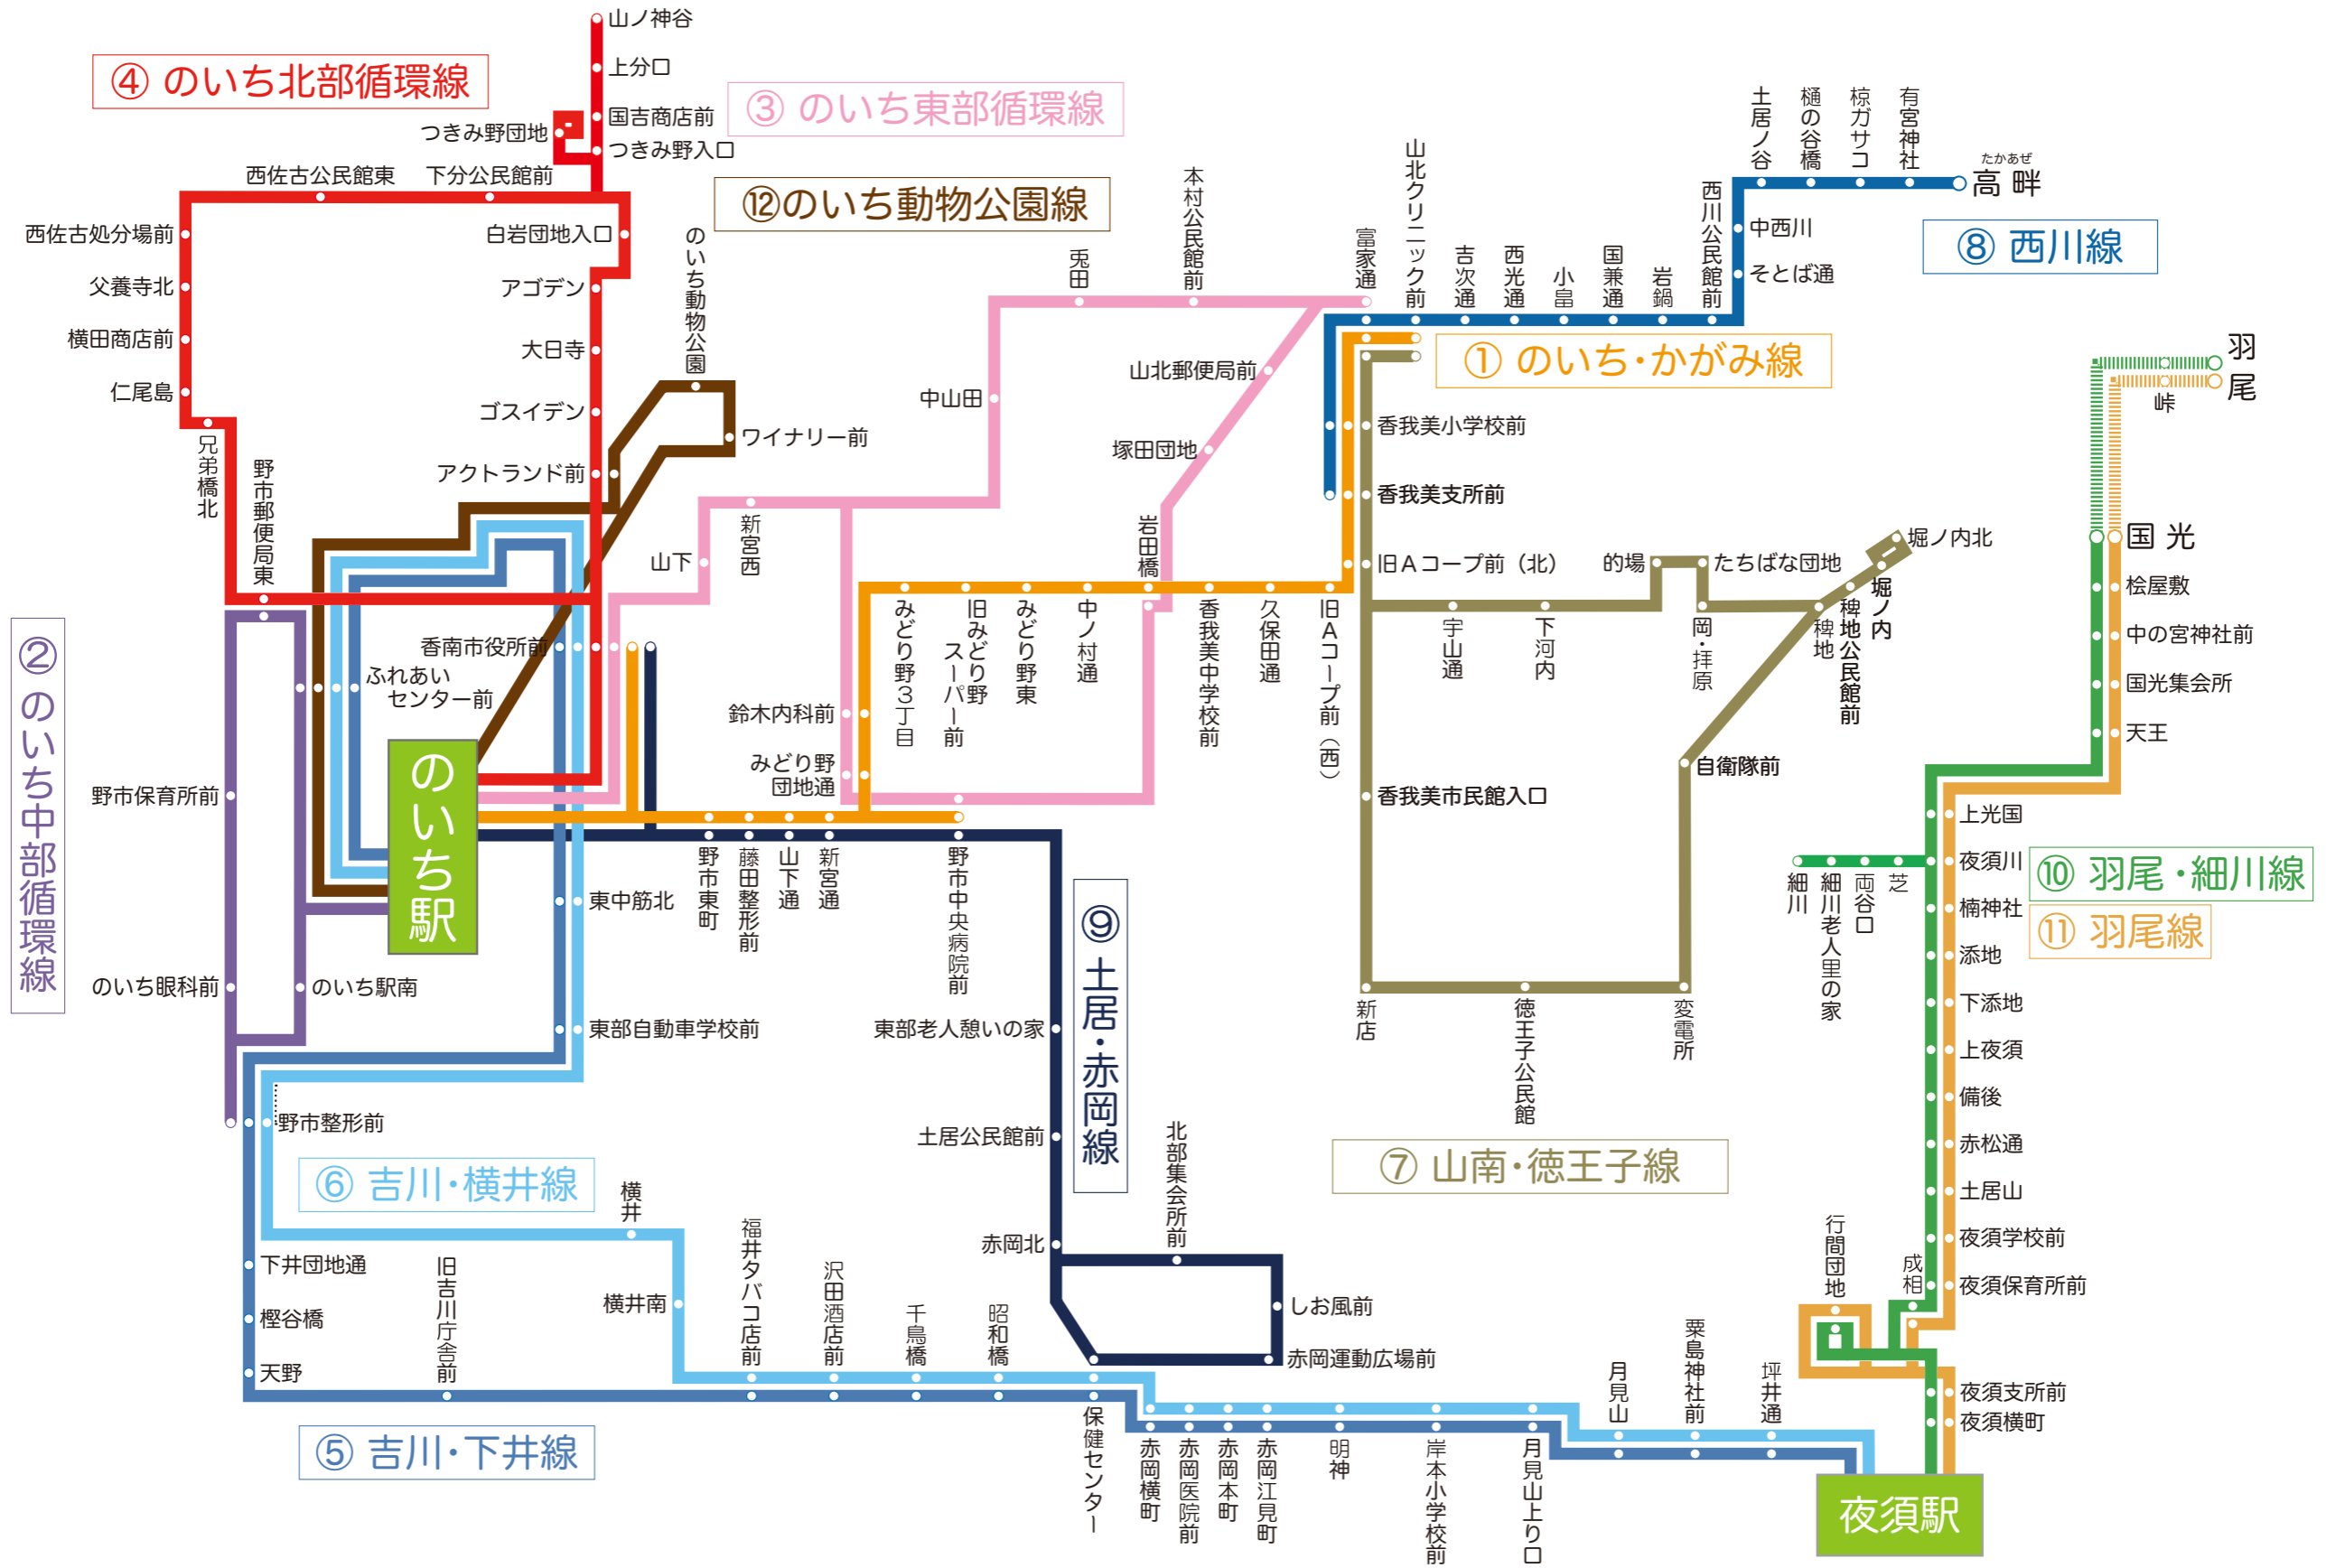 山ノ神谷
上分口
国吉商店前
つきみ野入口
つきみ野団地
④ のいち北部循環線
③ のいち東部循環線
⑫のいち動物公園線
西佐古公民館東
下分公民館前
西佐古処分場前
父養寺北
横田商店前
仁尾島
兄弟橋北
野市郵便局東
白岩団地入口
アゴデン
大日寺
ゴスイデン
アクトランド前
のいち動物公園
ワイナリー前
山下
新宮西
中山田
兎田
本村公民館前
山北郵便局前
塚田団地
岩田橋
富家通
山北クリニック前
吉次通
西光通
小畠
国兼通
岩鍋
西川公民館前
土居ノ谷
樋の谷橋
椋ガサコ
有宮神社
たかあぜ
高畔
中西川
そとば通
⑧ 西川線
① のいち・かがみ線
羽尾
峠
国光
桧屋敷
中の宮神社前
国光集会所
天王
香我美小学校前
香我美支所前
旧Aコープ前（北）
的場
たちばな団地
堀ノ内北
堀ノ内
稗地公民館前
稗地
岡・拝原
下河内
宇山通
自衛隊前
香我美市民館入口
新店
徳王子公民館
変電所
⑦ 山南・徳王子線
みどり野3丁目
旧みどり野
スーパー前
みどり野東
中ノ村通
香我美中学校前
久保田通
旧Aコープ前（西）
鈴木内科前
みどり野
団地通
香南市役所前
ふれあい
センター前
② のいち中部循環線
野市保育所前
のいち眼科前
のいち駅
のいち駅南
野市整形前
東中筋北
東部自動車学校前
野市東町
藤田整形前
山下通
新宮通
野市中央病院前
⑨ 土居・赤岡線
東部老人憩いの家
土居公民館前
赤岡北
北部集会所前
しお風前
赤岡運動広場前
上光国
夜須川
楠神社
添地
下添地
上夜須
備後
赤松通
土居山
夜須学校前
夜須保育所前
細川
細川老人里の家
両谷口
芝
⑩ 羽尾・細川線
⑪ 羽尾線
行間団地
成相
夜須支所前
夜須横町
夜須駅
⑥ 吉川・横井線
横井
横井南
下井団地通
樫谷橋
天野
旧吉川庁舎前
福井タバコ店前
沢田酒店前
千鳥橋
昭和橋
保健センター
赤岡横町
赤岡医院前
赤岡本町
赤岡江見町
明神
岸本小学校前
月見山上り口
月見山
粟島神社前
坪井通
⑤ 吉川・下井線